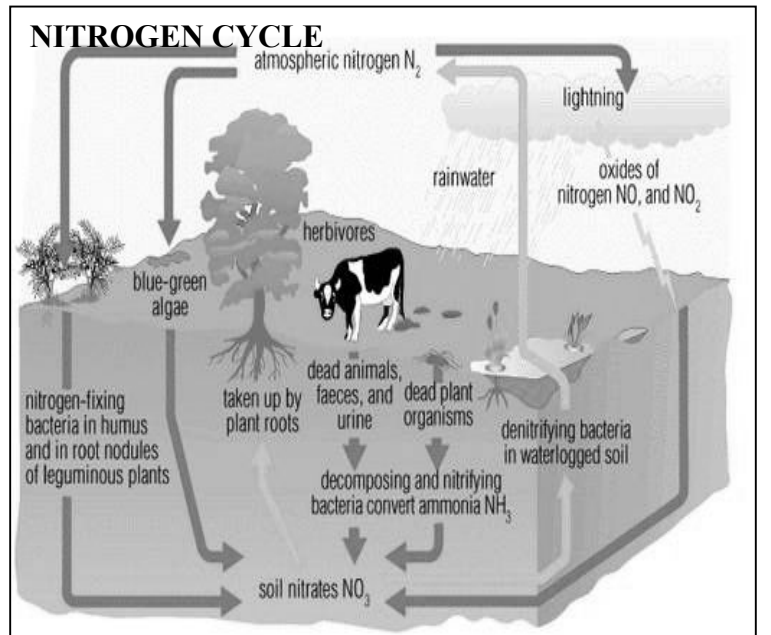 NITROGEN CYCLE
atmospheric nitrogen N₂
lightning
rainwater
oxides of
nitrogen NO, and NO₂
herbivores
blue-green
algae
nitrogen-fixing
bacteria in humus
and in root nodules
of leguminous plants
taken up by
plant roots
dead animals,
faeces, and
urine
dead plant
organisms
denitrifying bacteria
in waterlogged soil
decomposing and nitrifying
bacteria convert ammonia NH₃
soil nitrates NO₃